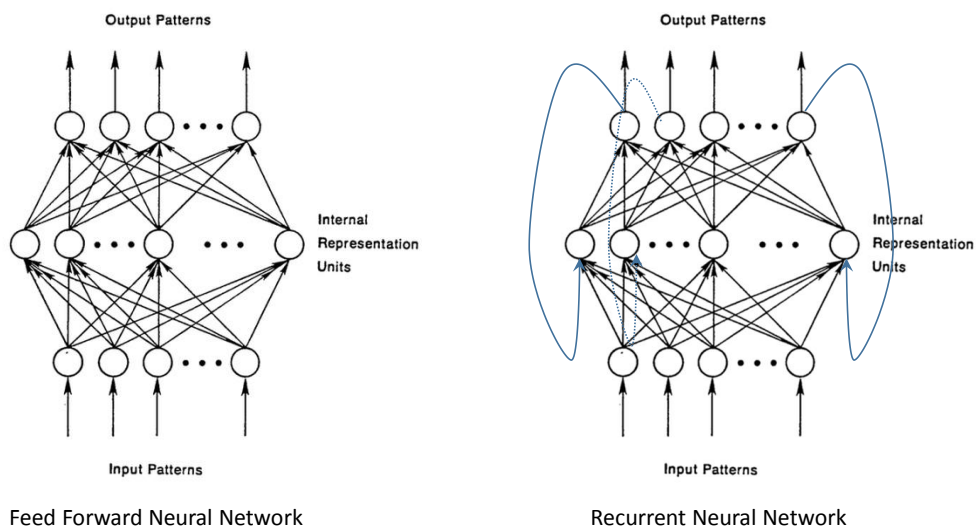 Output Patterns
Internal
Representation
Units
Input Patterns
Feed Forward Neural Network
Output Patterns
Internal
Representation
Units
Input Patterns
Recurrent Neural Network